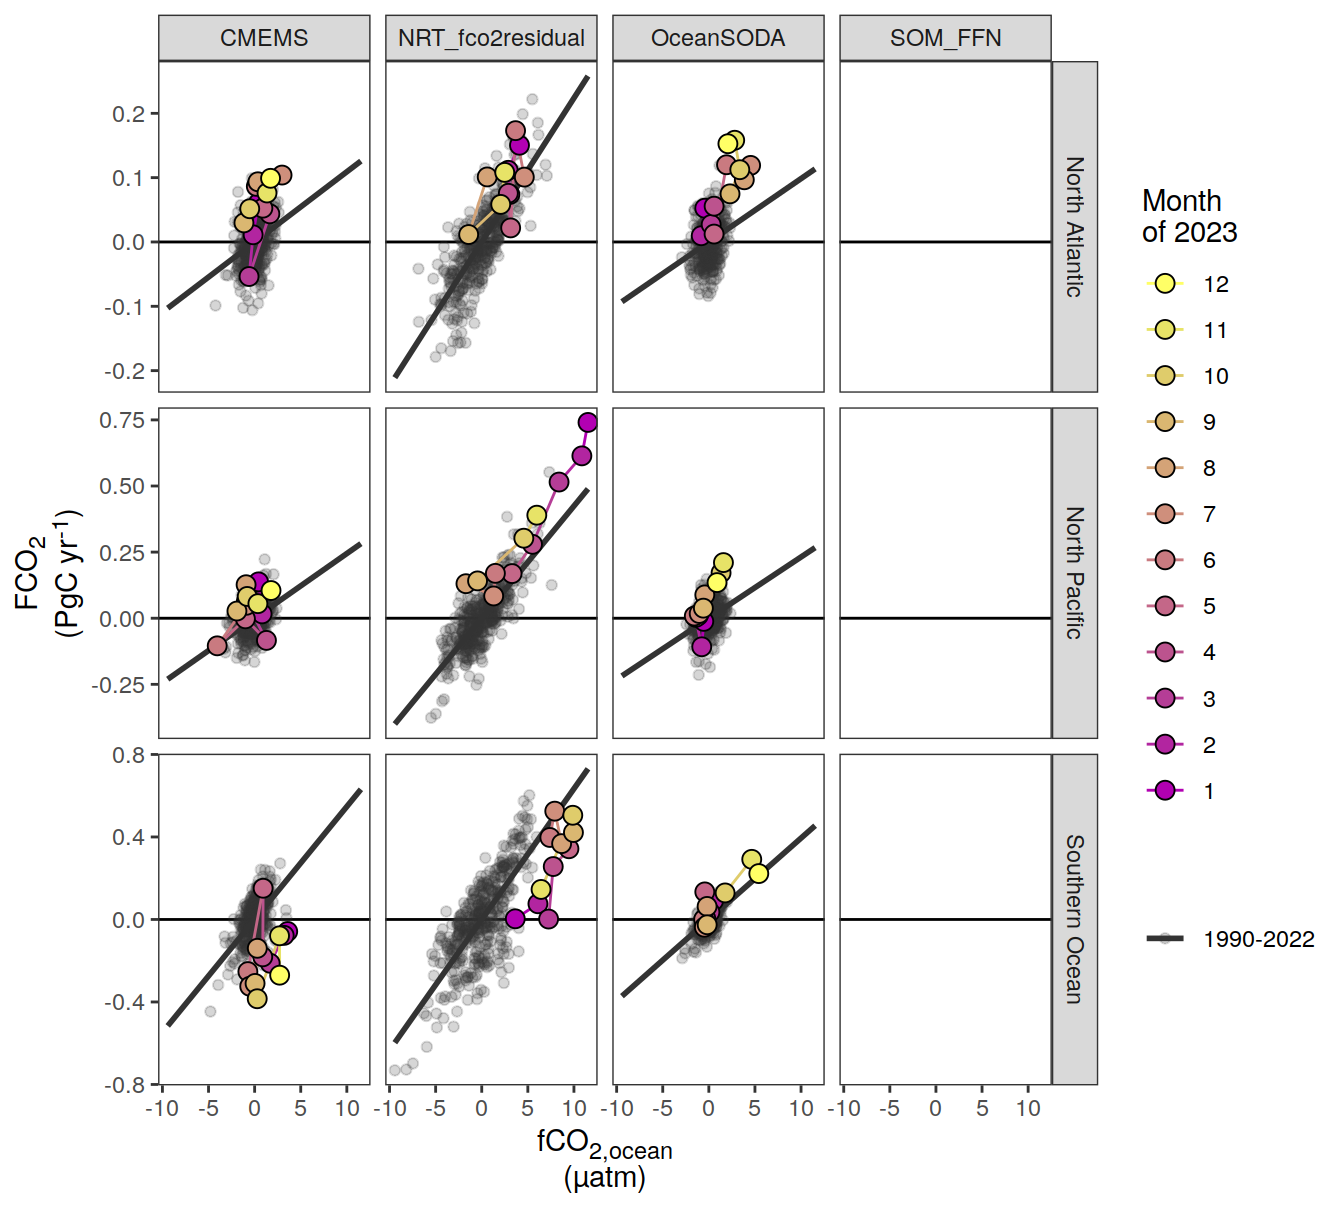 CMEMS NRT_fco2residual OceanSODA SOM_FFN
0.2
0.1
0.0
-0.1
-0.2
North Atlantic
0.75
0.50
0.25
0.00
-0.25
North Pacific
0.8
0.4
0.0
-0.4
-0.8
Southern Ocean
-10 -5 0 5 10 -10 -5 0 5 10 -10 -5 0 5 10 -10 -5 0 5 10
FCO2
(PgC yr-1)
fCO2,ocean
(µatm)
Month
of 2023
12
11
10
9
8
7
6
5
4
3
2
1
1990-2022